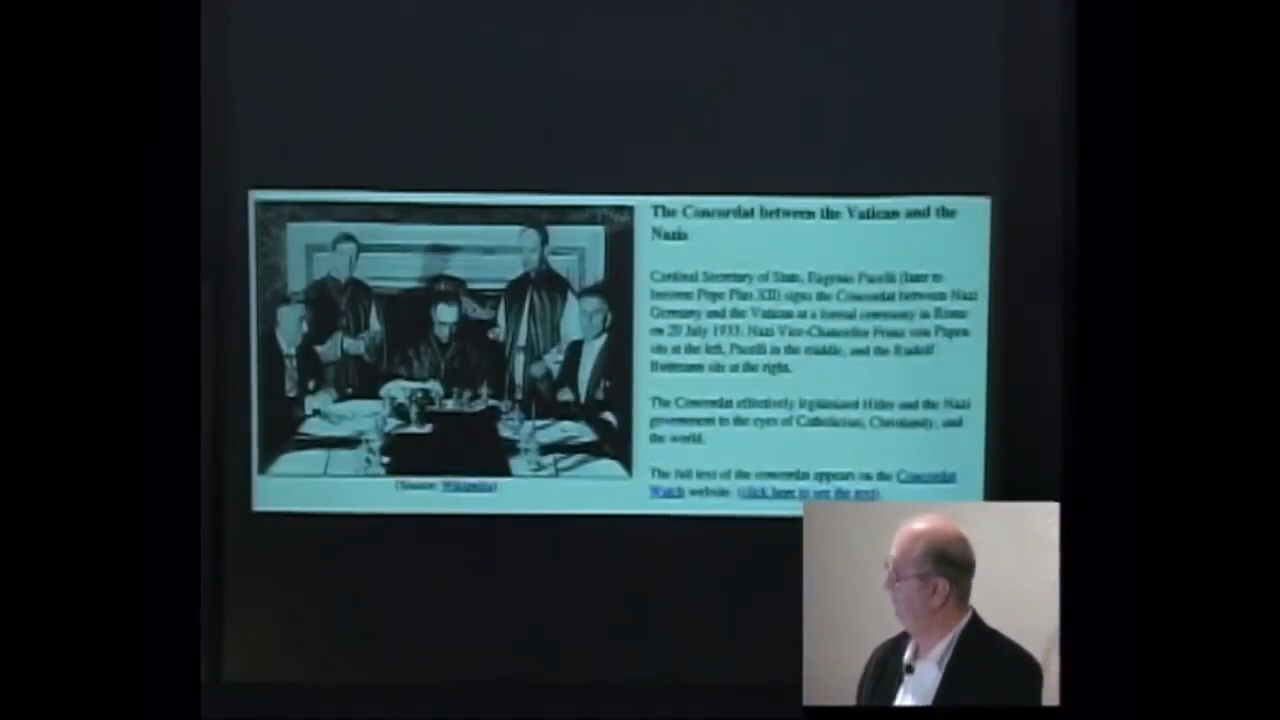 The Concordat between the Vatican and the
Nazis
Cardinal Secretary of State, Eugenio Pacelli (later to
become Pope Pius XII) signs the Concordat between Nazi
Germany and the Vatican at a formal ceremony in Rome
on 20 July 1933. Nazi Vice-Chancellor Franz von Papen
sits at the left, Pacelli in the middle, and the Rudolf
Buttmann sits at the right.
The Concordat effectively legitimized Hitler and the Nazi
government to the eyes of Catholicism, Christianity, and
the world.
The full text of the concordat appears on the Concordat
Watch website. (click here to see the text).
(Source: Wikipedia)